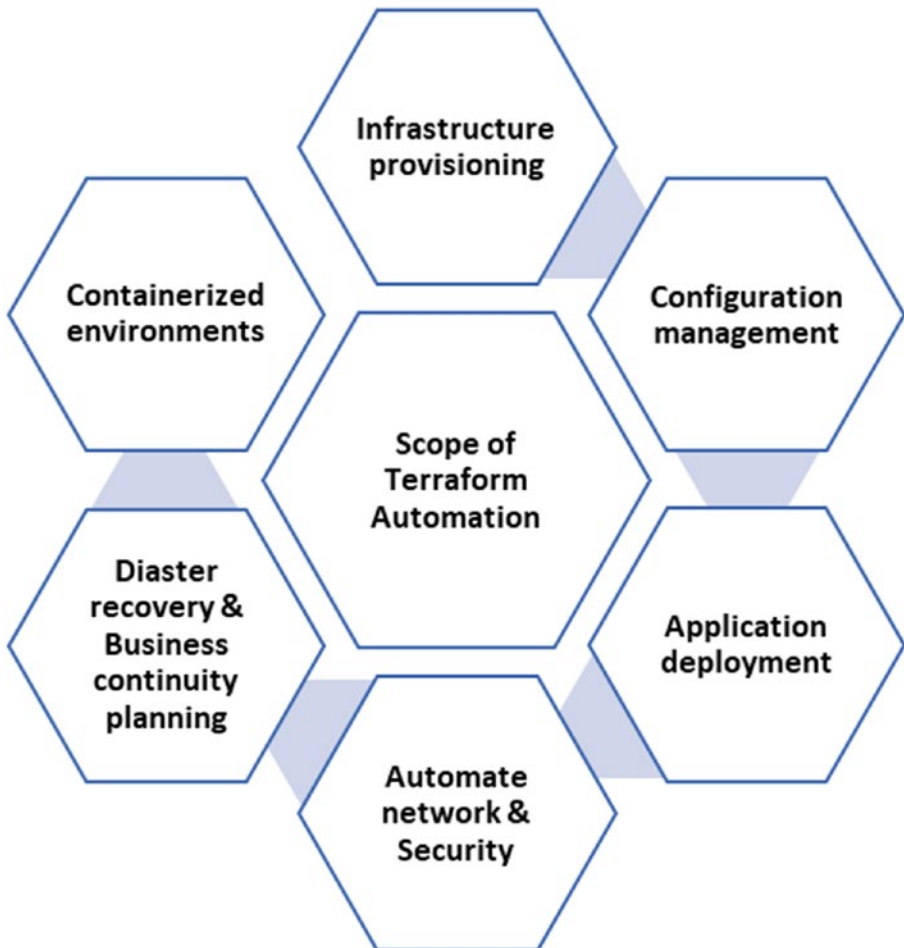 Infrastructure
provisioning
Configuration
management
Application
deployment
Automate
network &
Security
Diaster
recovery &
Business
continuity
planning
Containerized
environments
Scope of
Terraform
Automation